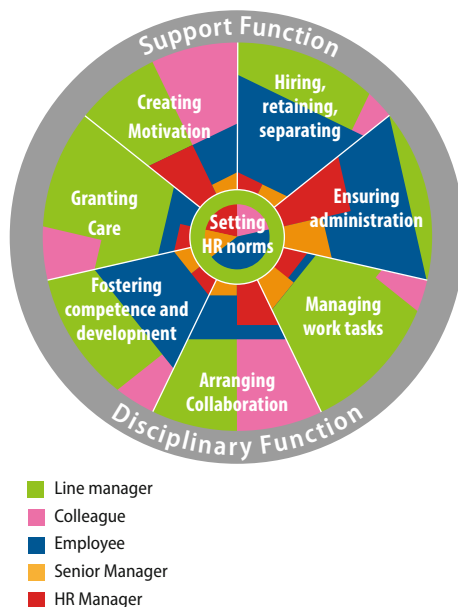 Support Function
Creating
Motivation
Hiring,
retaining,
separating
Granting
Care
Setting
HR norms
Ensuring
administration
Fostering
competence and
development
Managing
work tasks
Arranging
Collaboration
Disciplinary Function
Line manager
Colleague
Employee
Senior Manager
HR Manager